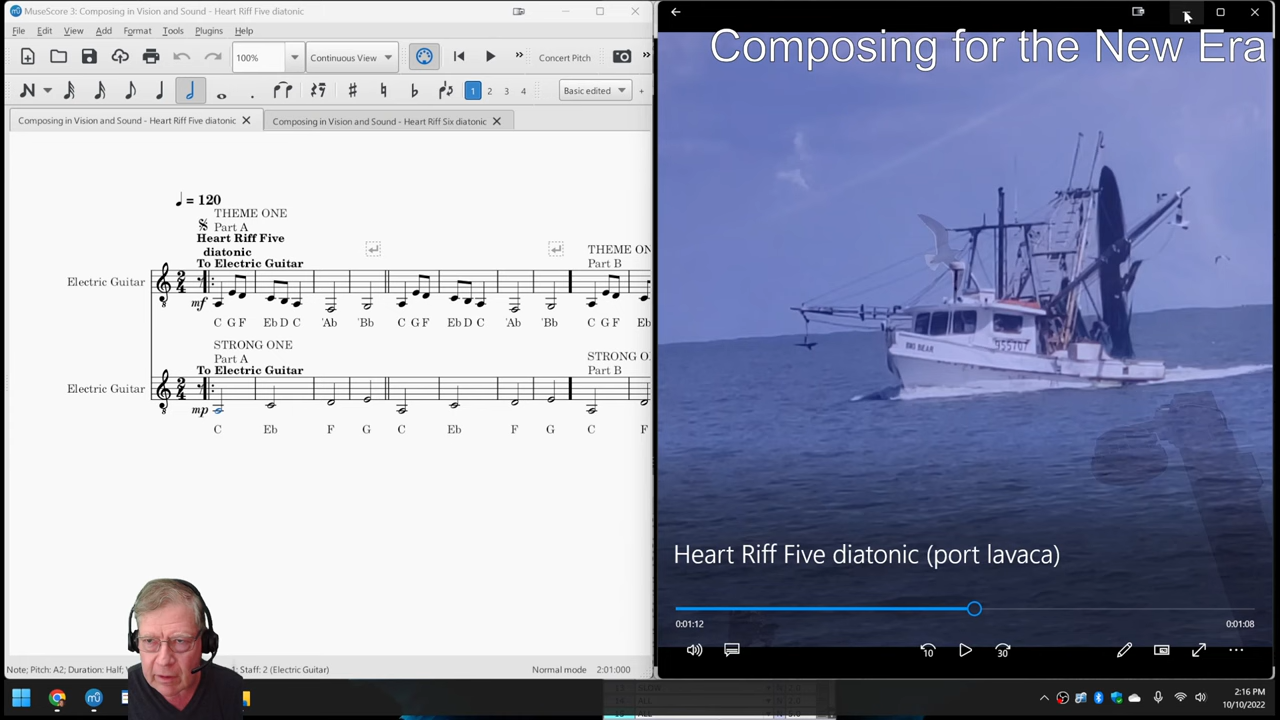 MuseScore 3: Composing in Vision and Sound - Heart Riff Five diatonic
File Edit View Add Format Tools Plugins Help
100% Continuous View Concert Pitch
1 2 3 4 Basic edited
Composing in Vision and Sound - Heart Riff Five diatonic
Composing in Vision and Sound - Heart Riff Six diatonic
= 120
THEME ONE
Part A
Heart Riff Five
diatonic
To Electric Guitar
THEME ON
Part B
Electric Guitar
mf
C G F Eb D C 'Ab 'Bb C G F Eb D C 'Ab 'Bb C G F Eb
STRONG ONE
Part A
To Electric Guitar
STRONG O
Part B
Electric Guitar
mp
C Eb F G C Eb F G C F
Note; Pitch: A2; Duration: Half;
Staff: 2 (Electric Guitar)
Normal mode
2:01:000
Composing for the New Era
955707
Heart Riff Five diatonic (port lavaca)
0:01:12
0:01:08
10
30
ALL
ALL
2:16 PM
10/10/2022